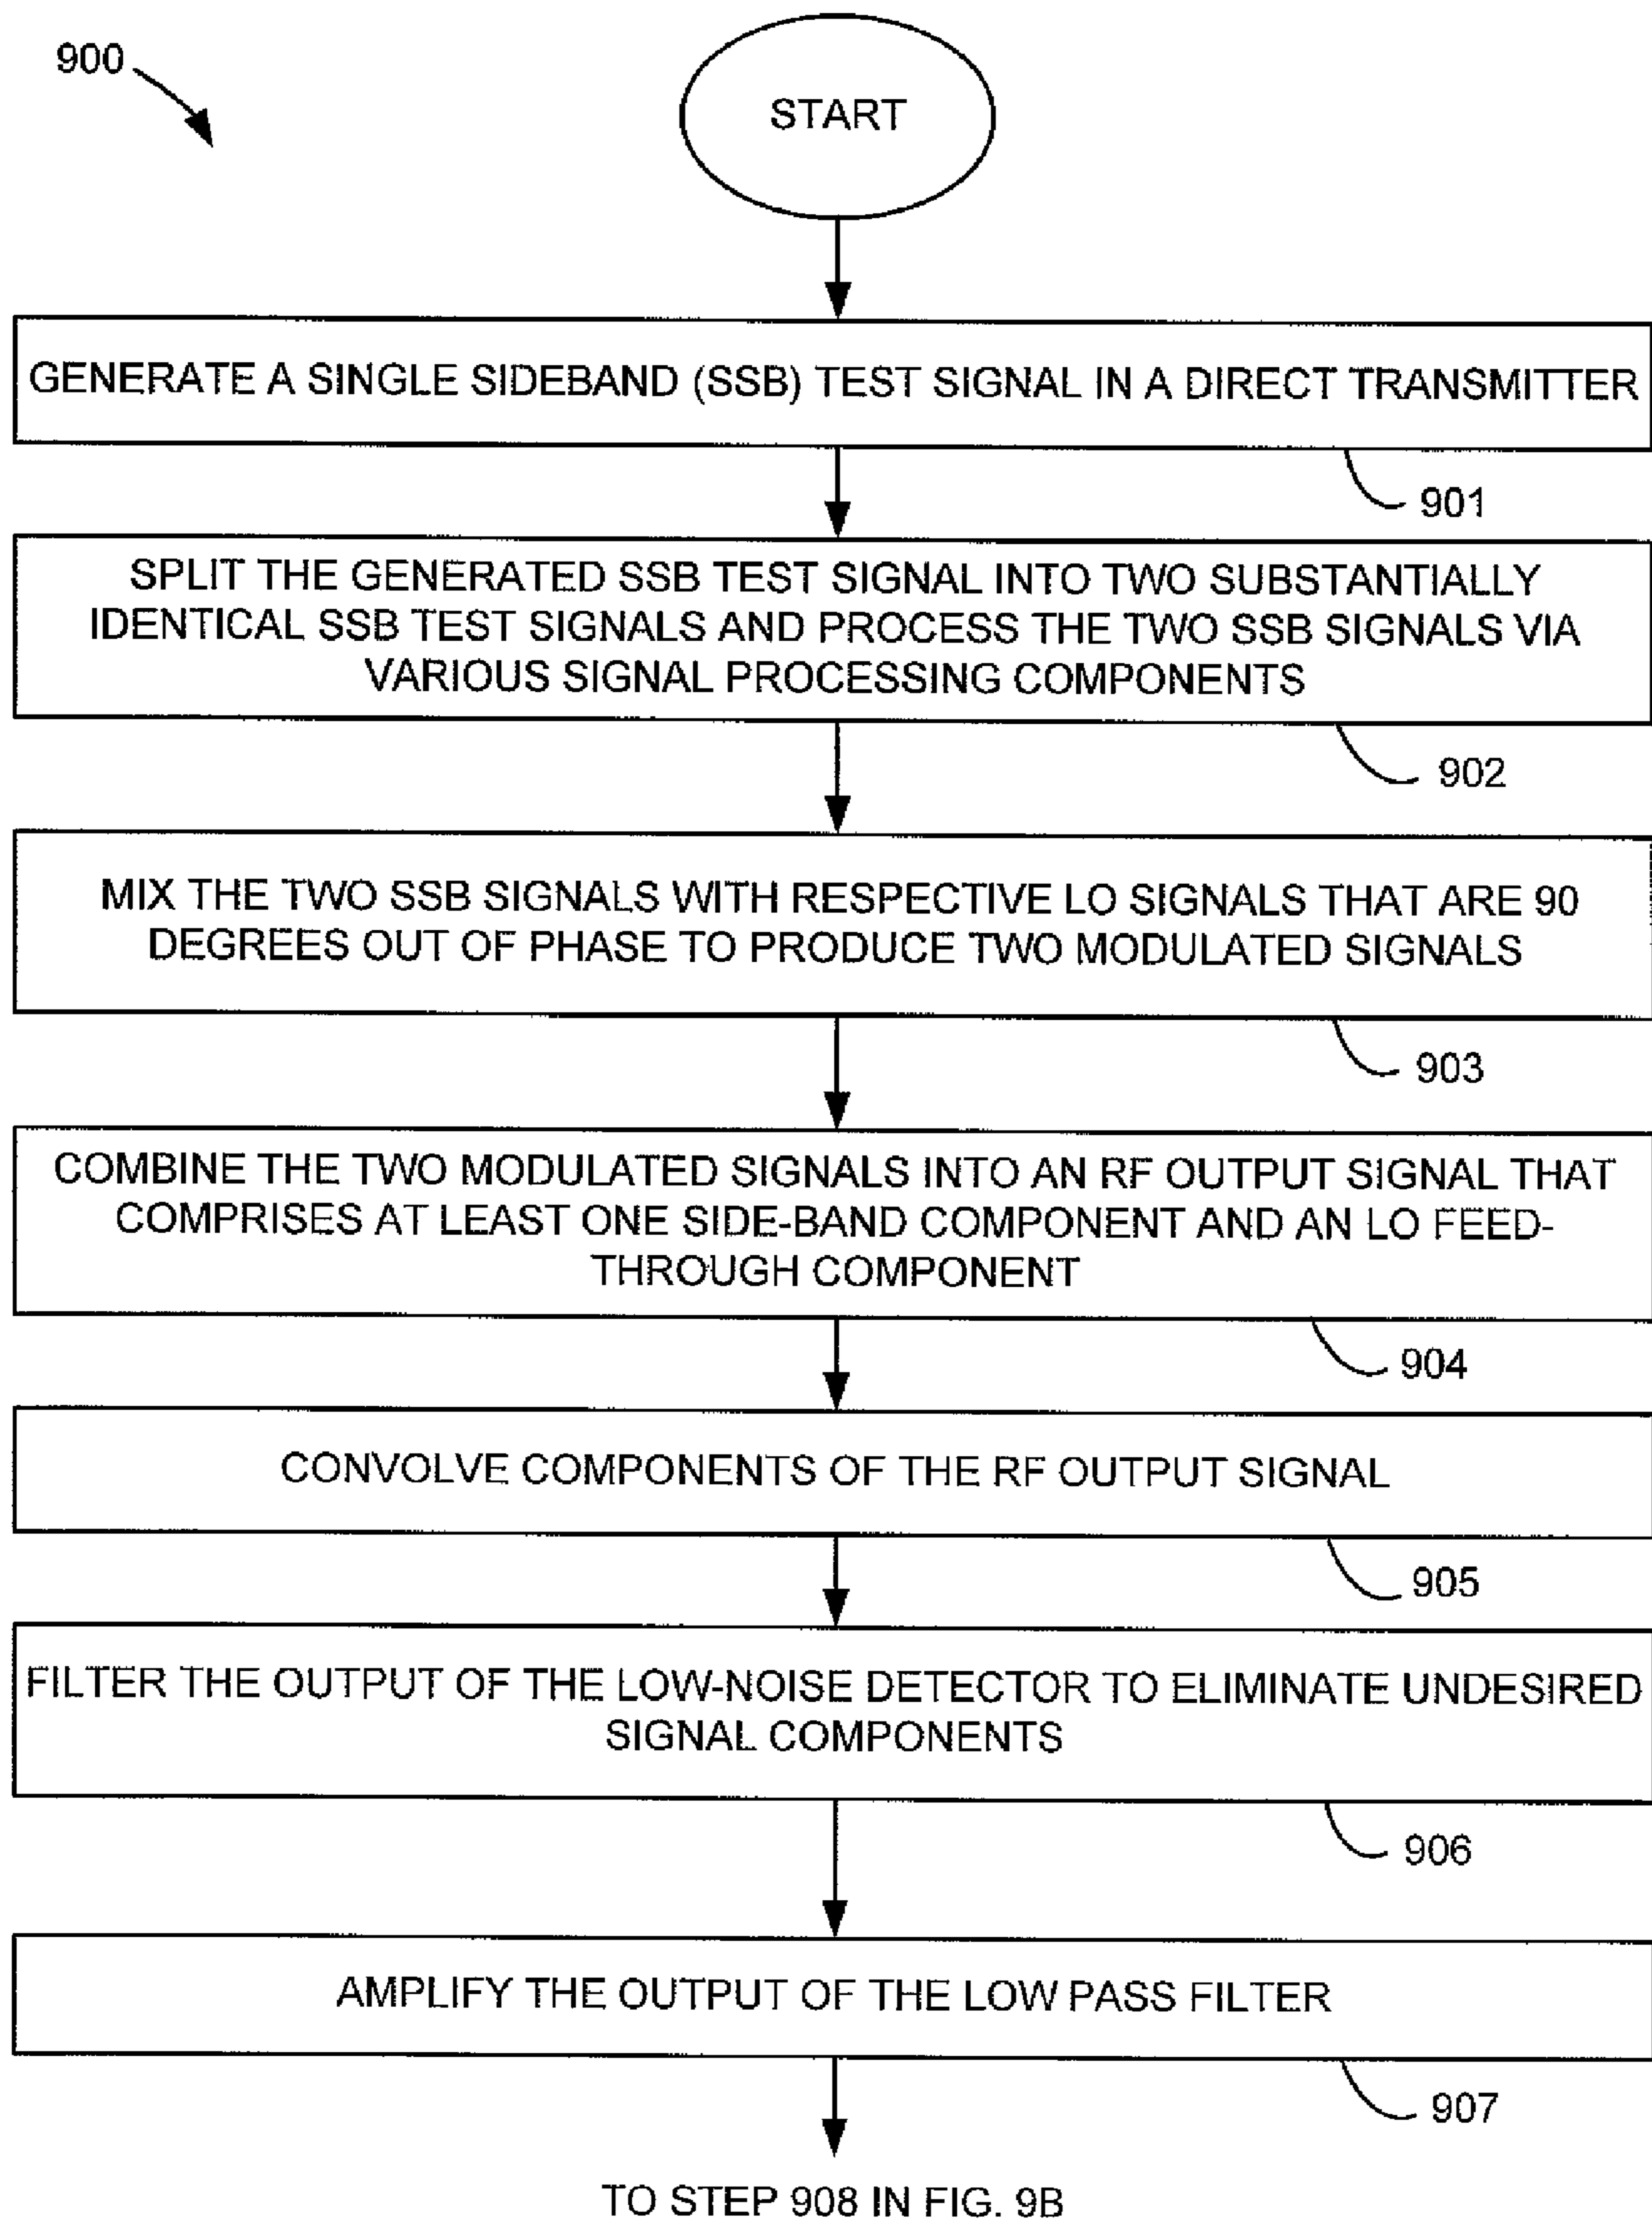 900
START
GENERATE A SINGLE SIDEBAND (SSB) TEST SIGNAL IN A DIRECT TRANSMITTER
901
SPLIT THE GENERATED SSB TEST SIGNAL INTO TWO SUBSTANTIALLY
IDENTICAL SSB TEST SIGNALS AND PROCESS THE TWO SSB SIGNALS VIA
VARIOUS SIGNAL PROCESSING COMPONENTS
902
MIX THE TWO SSB SIGNALS WITH RESPECTIVE LO SIGNALS THAT ARE 90
DEGREES OUT OF PHASE TO PRODUCE TWO MODULATED SIGNALS
903
COMBINE THE TWO MODULATED SIGNALS INTO AN RF OUTPUT SIGNAL THAT
COMPRISES AT LEAST ONE SIDE-BAND COMPONENT AND AN LO FEED-
THROUGH COMPONENT
904
CONVOLVE COMPONENTS OF THE RF OUTPUT SIGNAL
905
FILTER THE OUTPUT OF THE LOW-NOISE DETECTOR TO ELIMINATE UNDESIRED
SIGNAL COMPONENTS
906
AMPLIFY THE OUTPUT OF THE LOW PASS FILTER
907
TO STEP 908 IN FIG. 9B